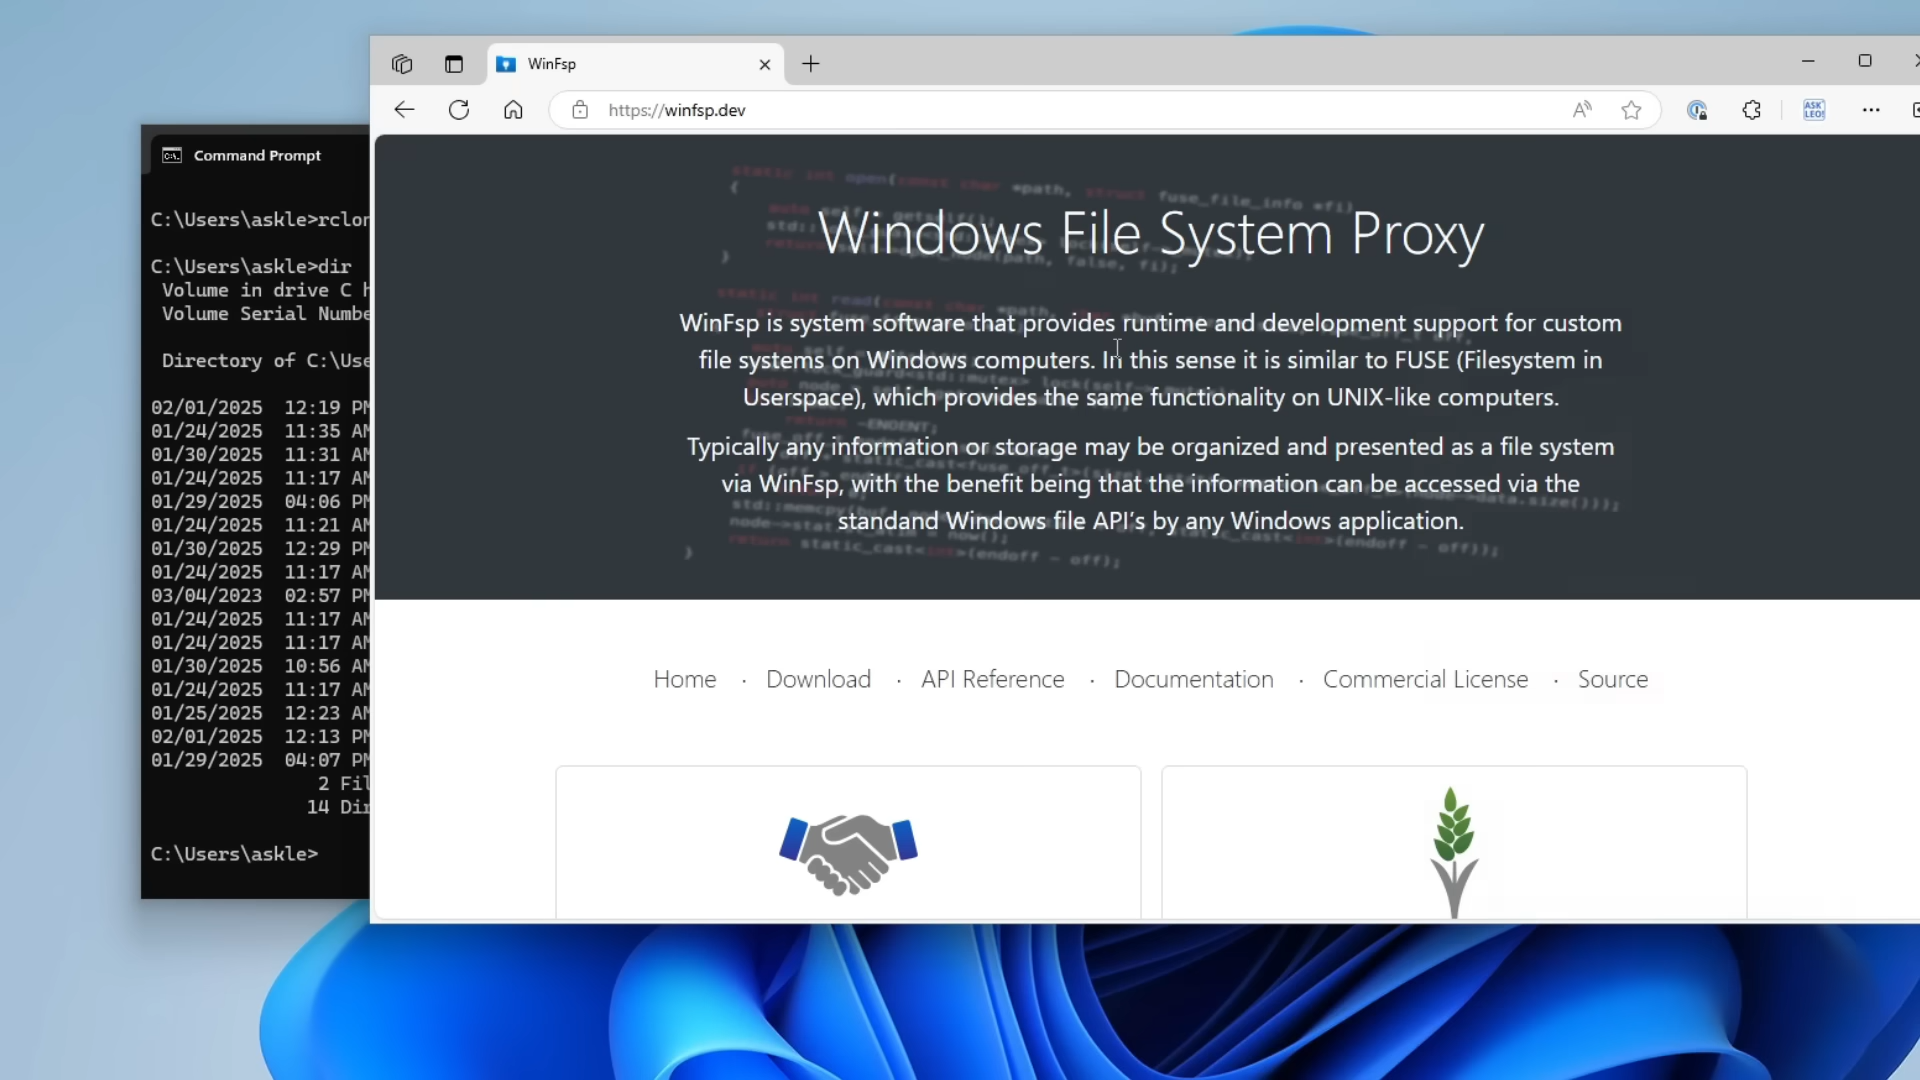 WinFsp
https://winfsp.dev
ASK
LEO!
Command Prompt
C:\Users\askle>rclon
C:\Users\askle>dir
Volume in drive C h
Volume Serial Numbe
Directory of C:\Use
02/01/2025 12:19 PM
01/24/2025 11:35 AM
01/30/2025 11:31 AM
01/24/2025 11:17 AM
01/29/2025 04:06 PM
01/24/2025 11:21 AM
01/30/2025 12:29 PM
01/24/2025 11:17 AM
03/04/2023 02:57 PM
01/24/2025 11:17 AM
01/24/2025 11:17 AM
01/30/2025 10:56 AM
01/24/2025 11:17 AM
01/25/2025 12:23 AM
02/01/2025 12:13 PM
01/29/2025 04:07 PM
2 Fil
14 Dir
C:\Users\askle>
Windows File System Proxy
WinFsp is system software that provides runtime and development support for custom
file systems on Windows computers. In this sense it is similar to FUSE (Filesystem in
Userspace), which provides the same functionality on UNIX-like computers.
Typically any information or storage may be organized and presented as a file system
via WinFsp, with the benefit being that the information can be accessed via the
standand Windows file API’s by any Windows application.
Home · Download · API Reference · Documentation · Commercial License · Source